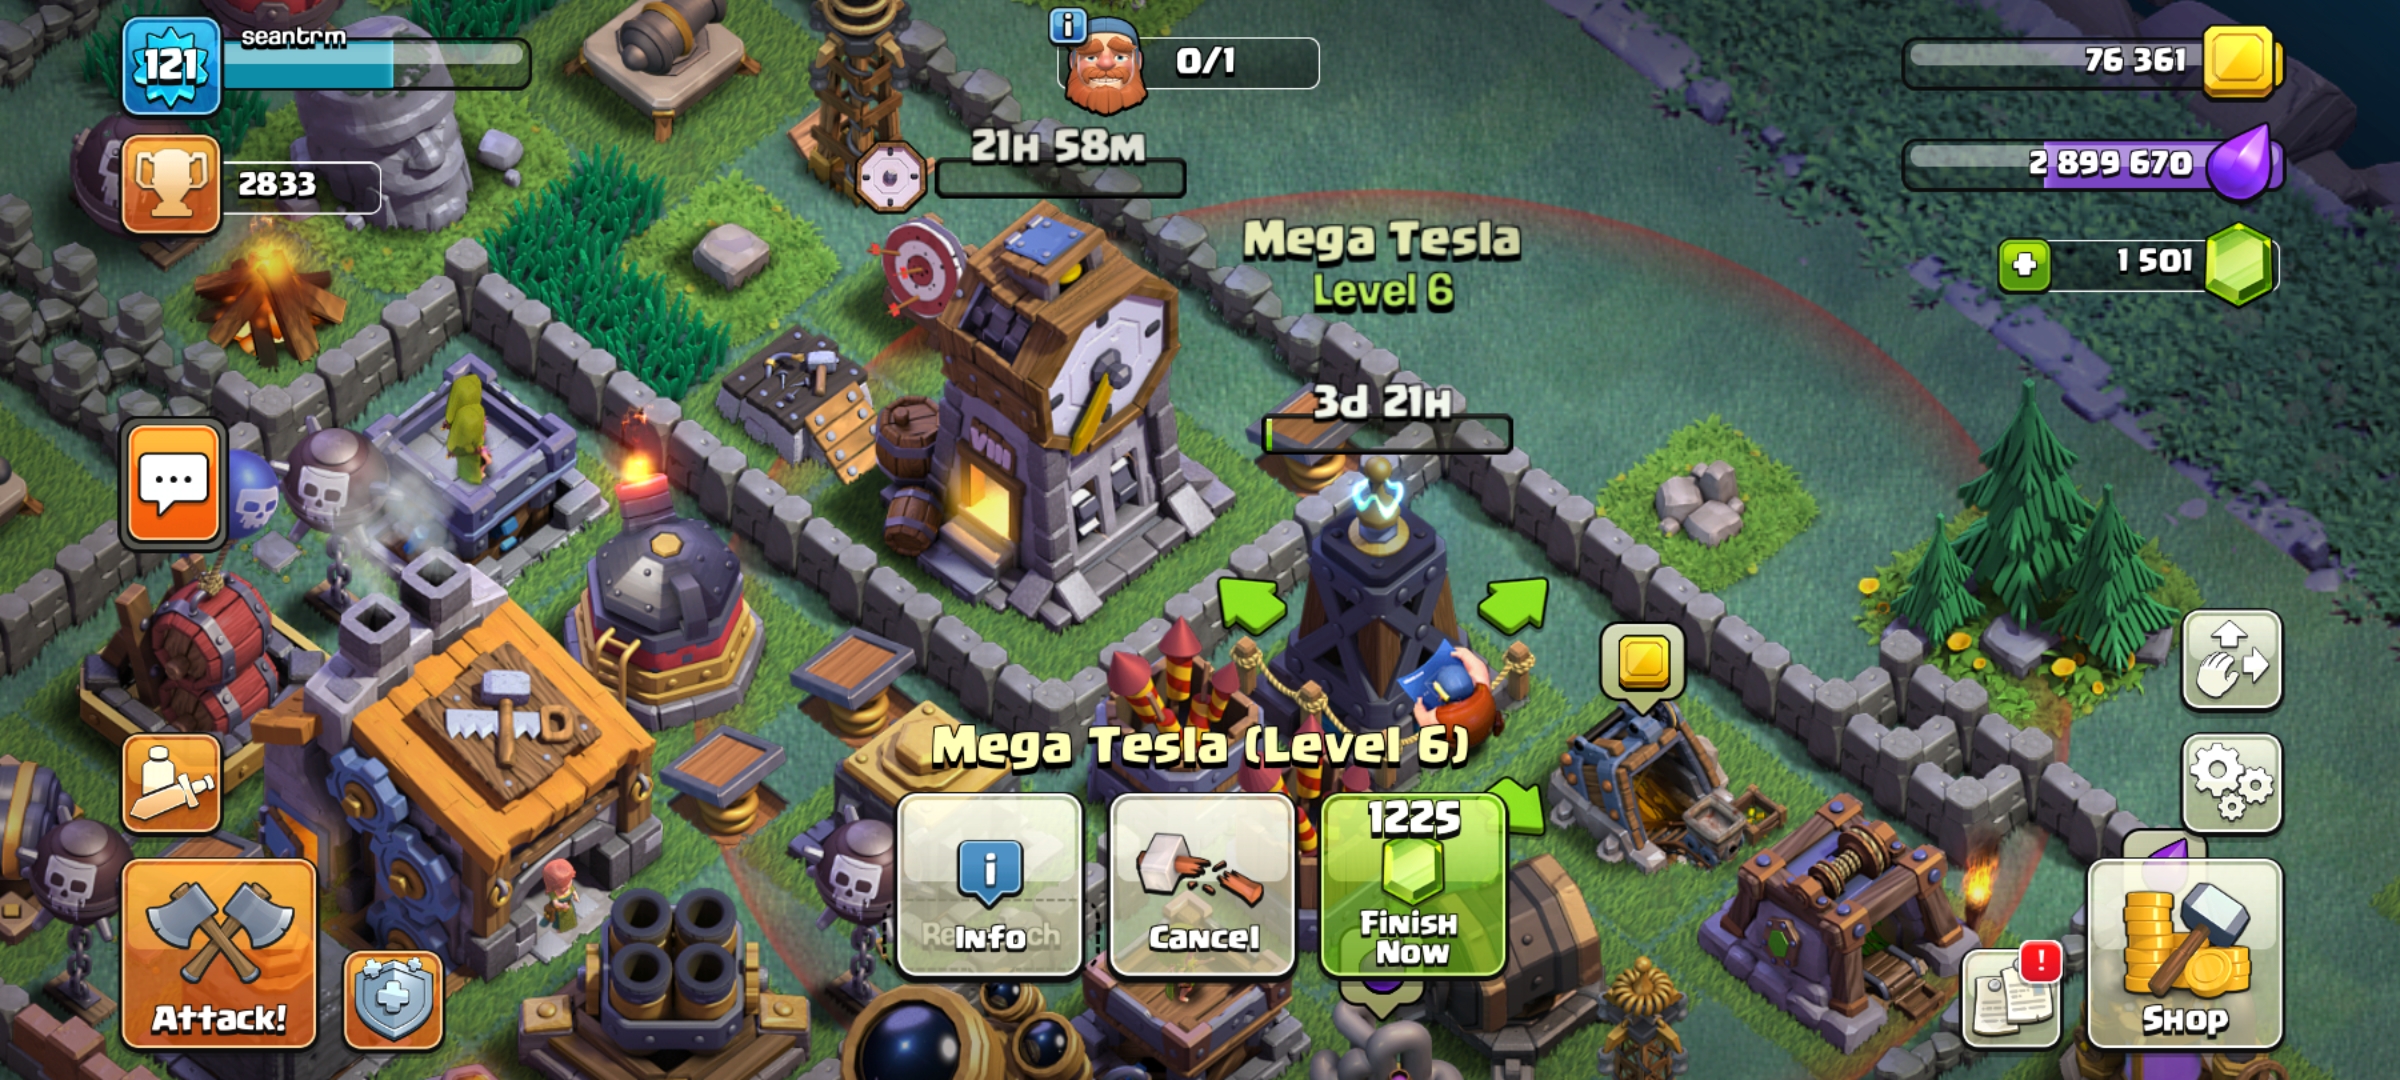 121
seantrm
0/1
76 361
2833
21H 58M
2 899 670
1 501
Mega Tesla
Level 6
3d 21H
VIII
Mega Tesla (Level 6)
Info
Cancel
1225
Finish
Now
Attack!
!
Shop